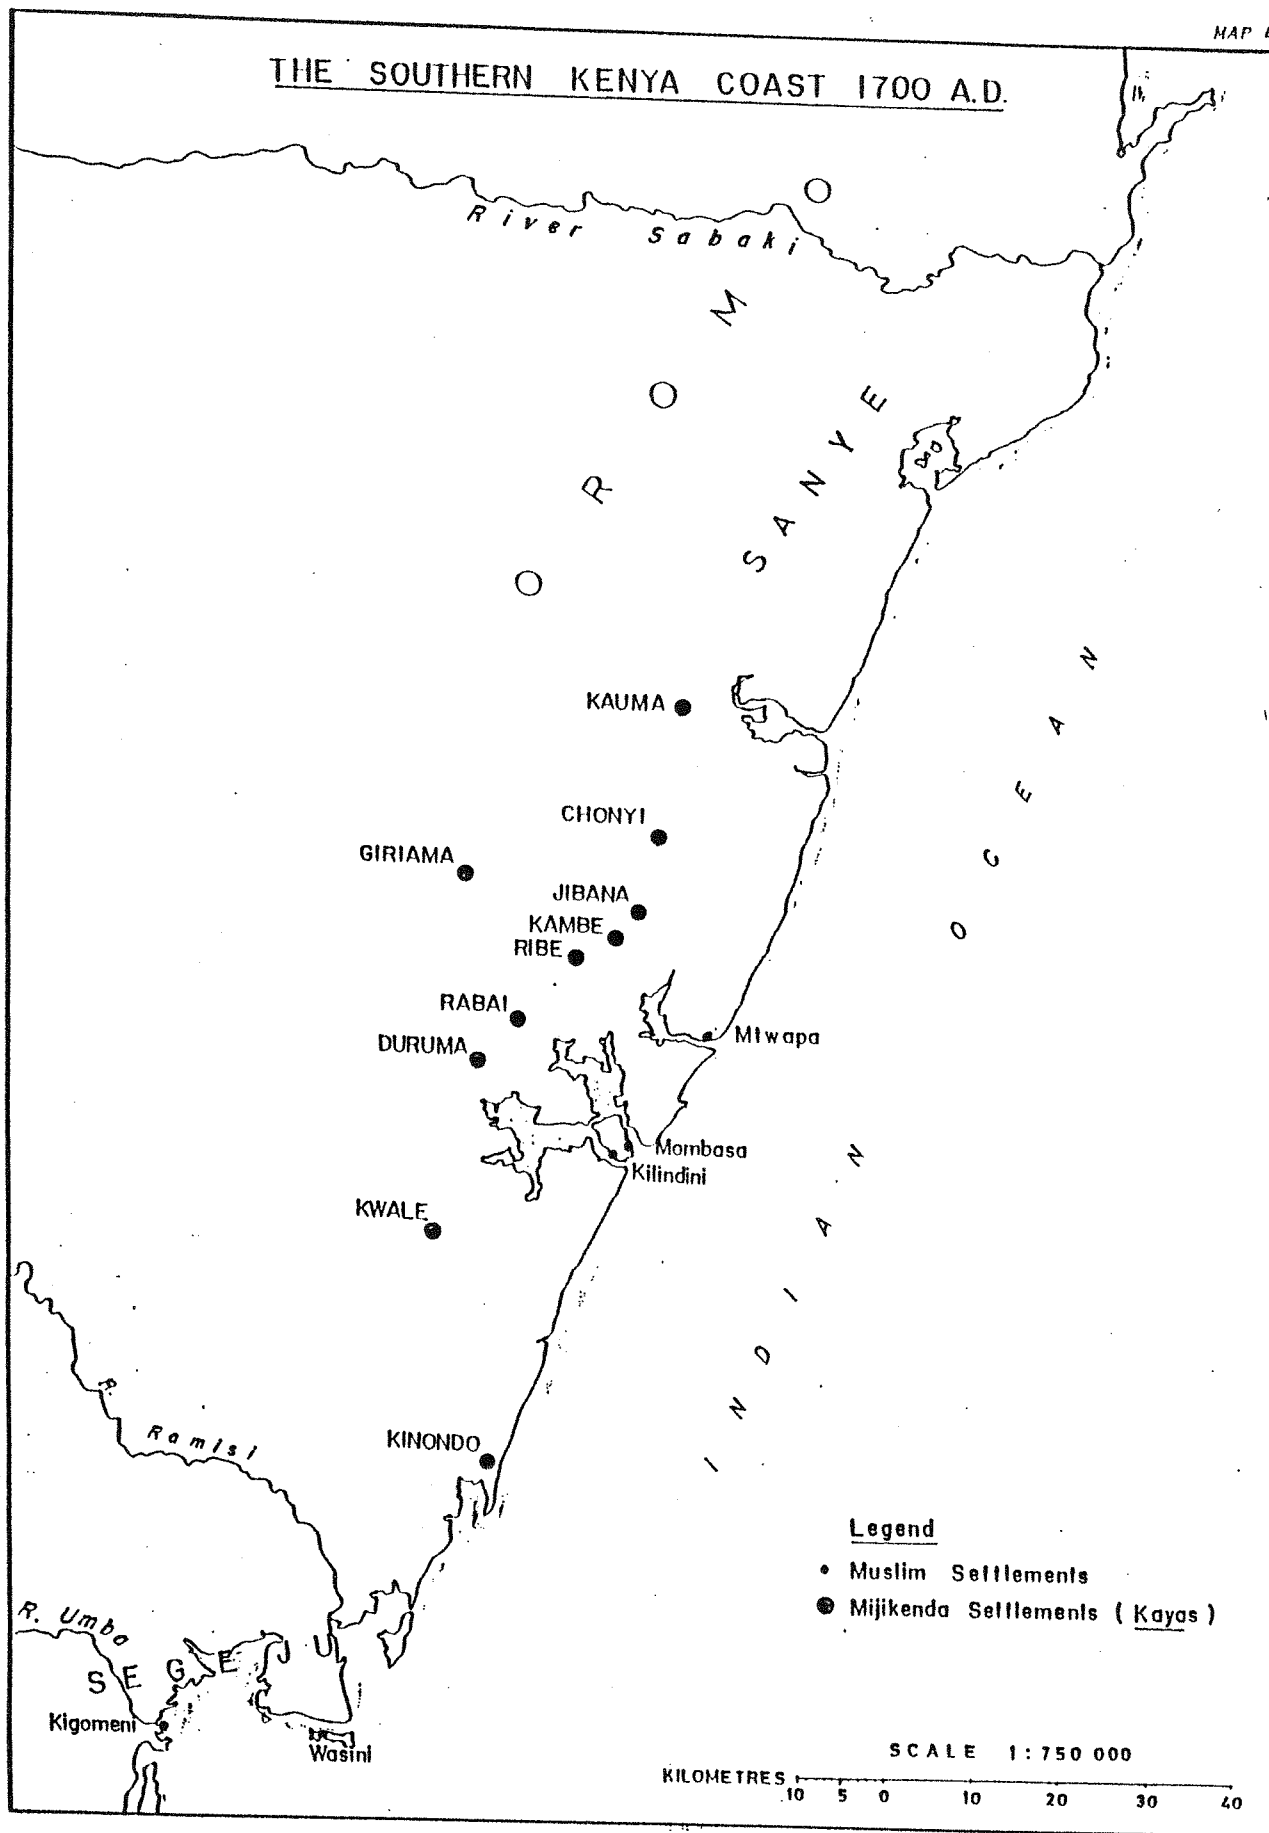 MAP
THE SOUTHERN KENYA COAST 1700 A.D.
River Sabaki
OROMO
SANYE
KAUMA
CHONYI
GIRIAMA
JIBANA
KAMBE
RIBE
RABAI
DURUMA
Mtwapa
Mombasa
Kilindini
KWALE
INDIAN OCEAN
R. Ramisi
KINONDO
Legend
Muslim Settlements
Mijikenda Settlements (Kayas)
R. Umba
SEGEJU
Kigomeni
Wasini
SCALE 1:750 000
KILOMETRES 10 5 0 10 20 30 40